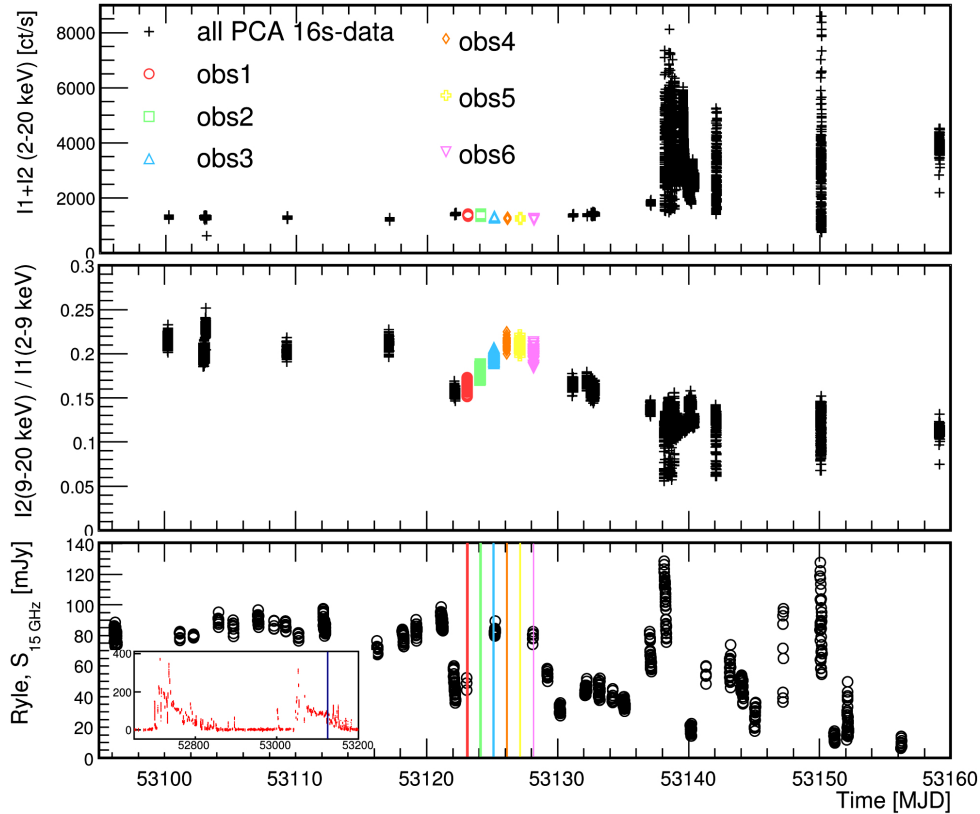 I1+I2 (2-20 keV) [ct/s]
8000
6000
4000
2000
0
all PCA 16s-data
obs1
obs2
obs3
obs4
obs5
obs6
I2(9-20 keV) / I1(2-9 keV)
0.3
0.25
0.2
0.15
0.1
0.05
0
Ryle, S15 GHz [mJy]
140
120
100
80
60
40
20
0
400
200
0
52800 53000 53200
53100 53110 53120 53130 53140 53150 53160
Time [MJD]